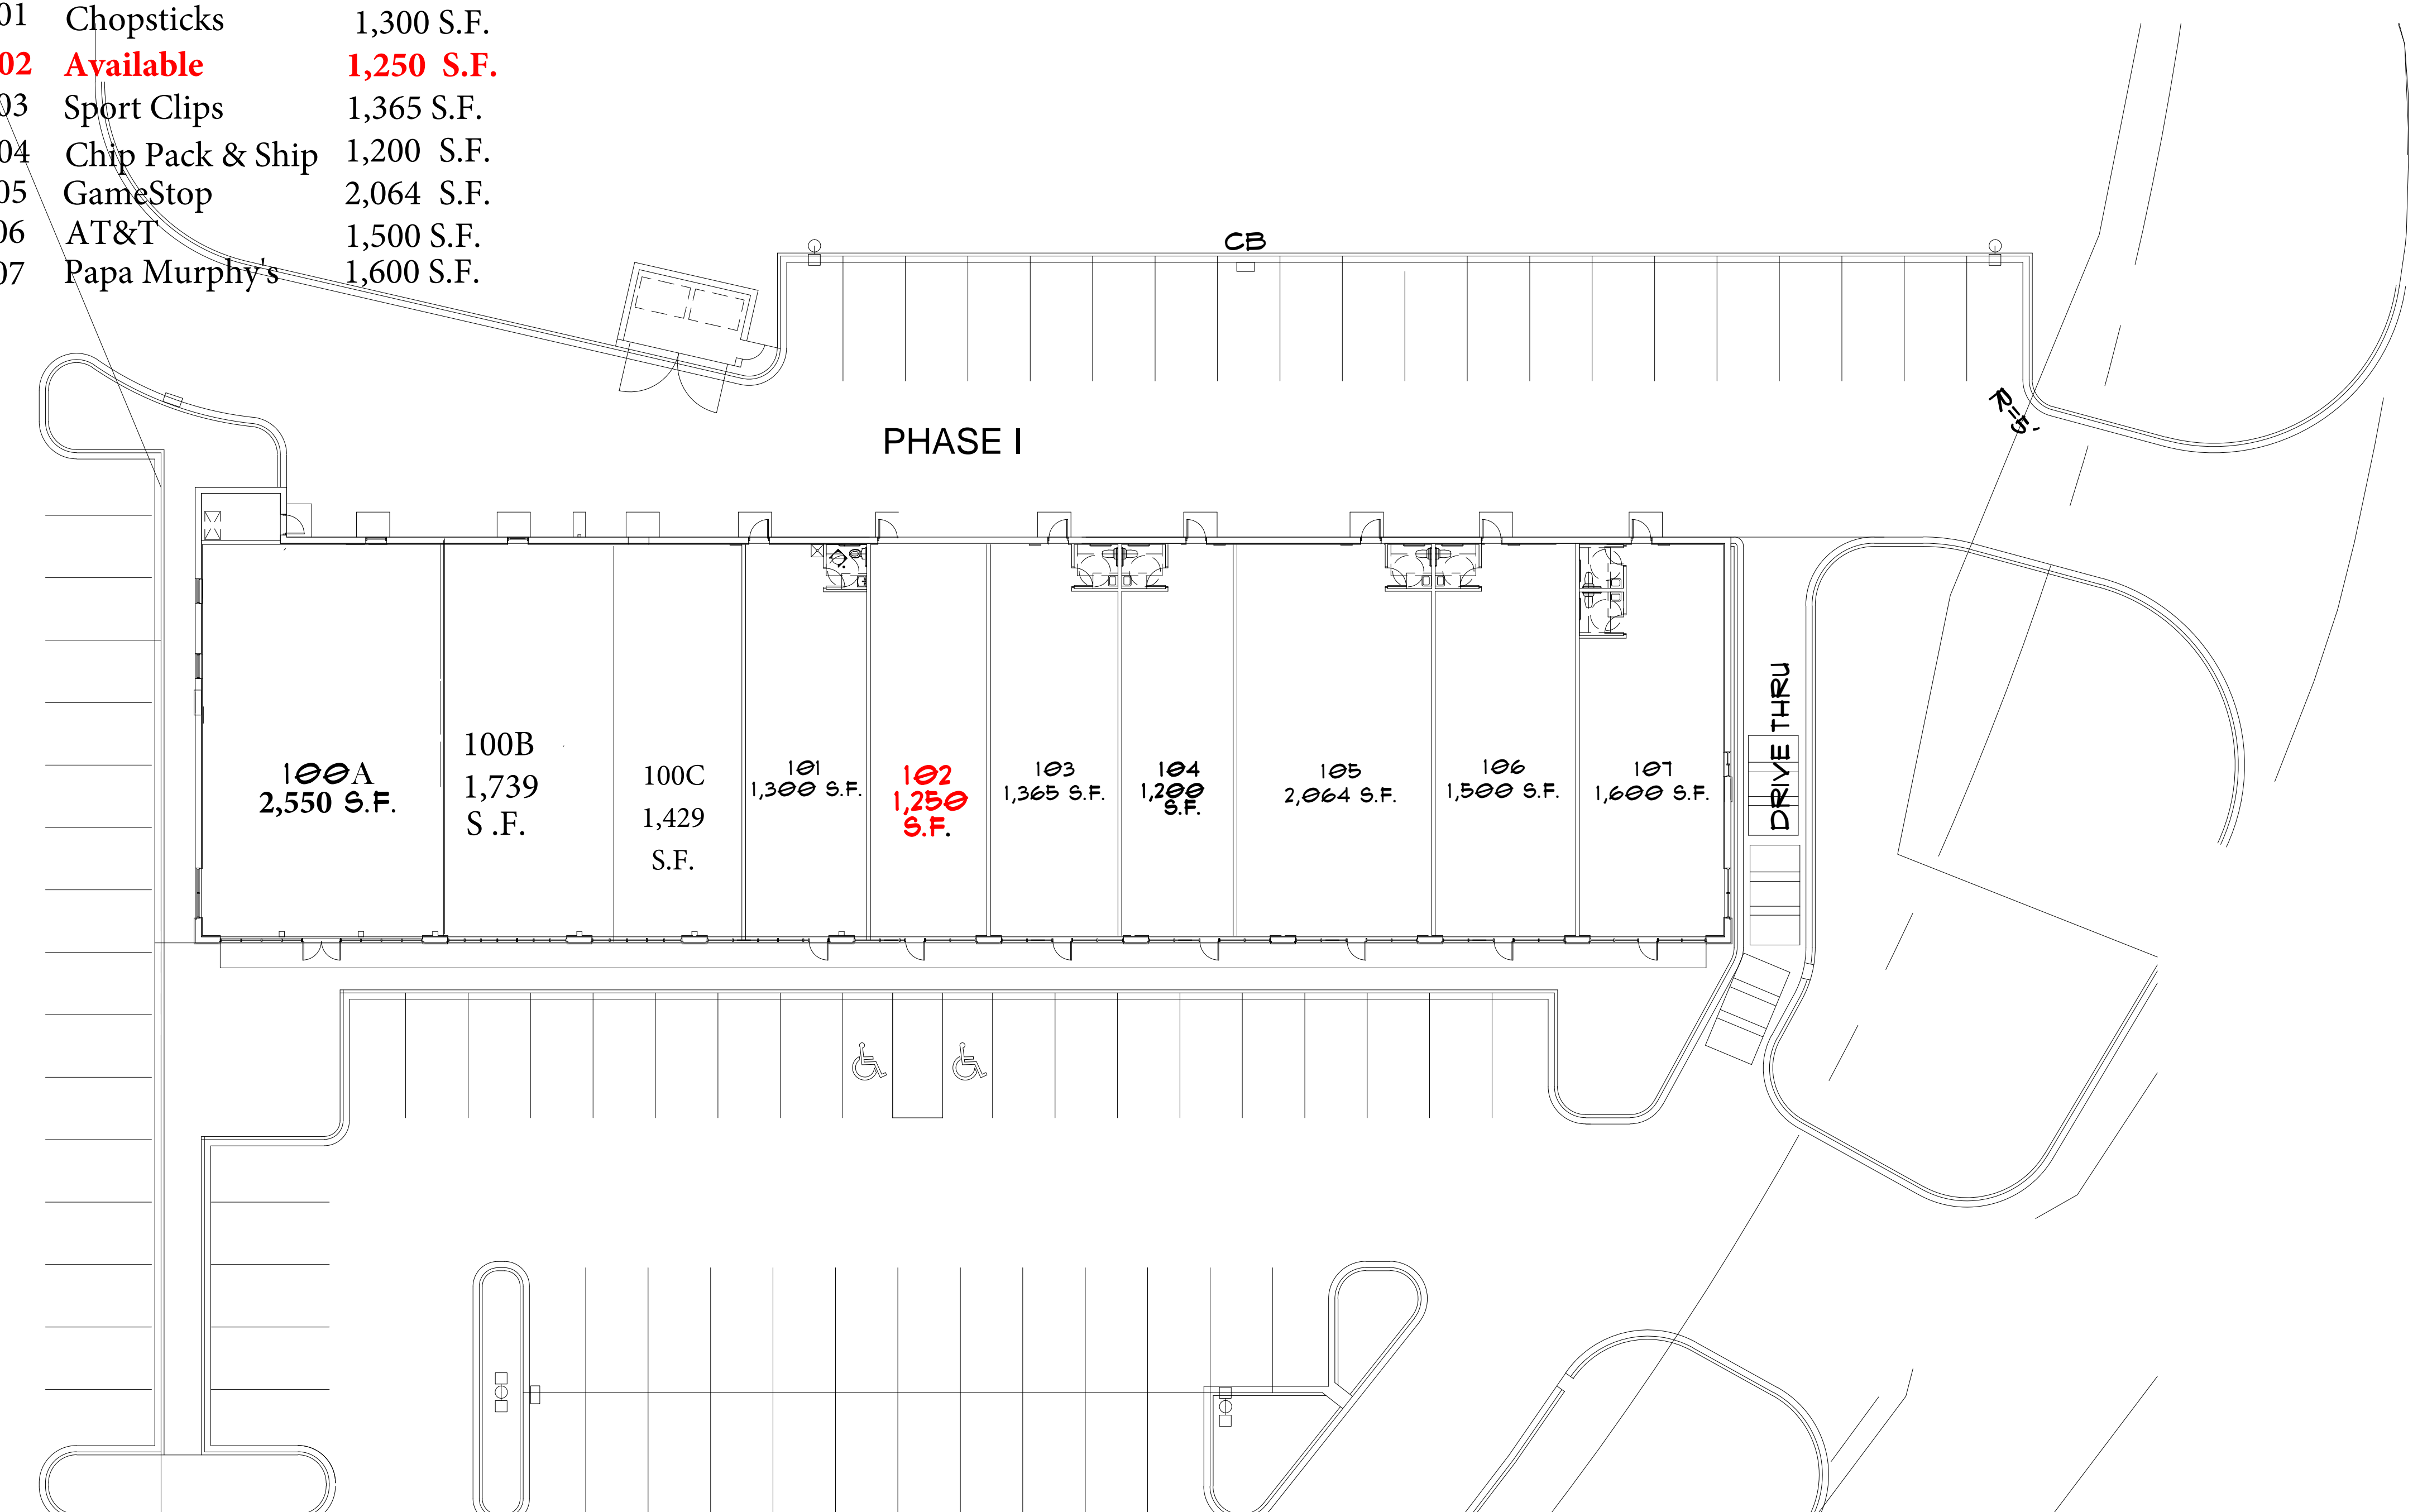 01 Chopsticks 1,300 S.F.
02 Available 1,250 S.F.
03 Sport Clips 1,365 S.F.
04 Chip Pack & Ship 1,200 S.F.
05 GameStop 2,064 S.F.
06 AT&T 1,500 S.F.
07 Papa Murphy's 1,600 S.F.
CB
R=5'
PHASE I
100A
2,550 S.F.
100B
1,739
S .F.
100C
1,429
S.F.
101
1,300 S.F.
102
1,250
S.F.
103
1,365 S.F.
104
1,200
S.F.
105
2,064 S.F.
106
1,500 S.F.
107
1,600 S.F.
DRIVE THRU